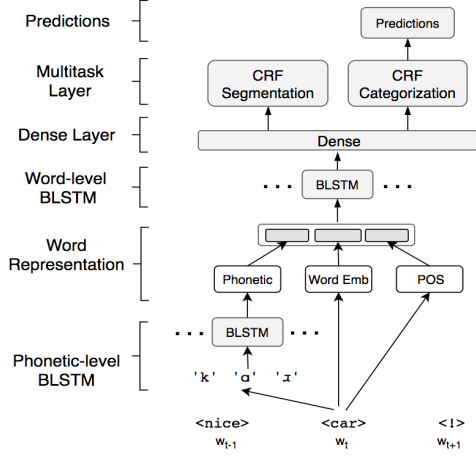 Predictions
Predictions
Multitask
Layer
CRF
Segmentation
CRF
Categorization
Dense Layer
Dense
Word-level
BLSTM
... BLSTM ...
Word
Representation
Phonetic Word Emb POS
... BLSTM ...
Phonetic-level
BLSTM
'k' 'ɑ' 'ɹ'
<nice> <car> <!>
wt-1 wt wt+1